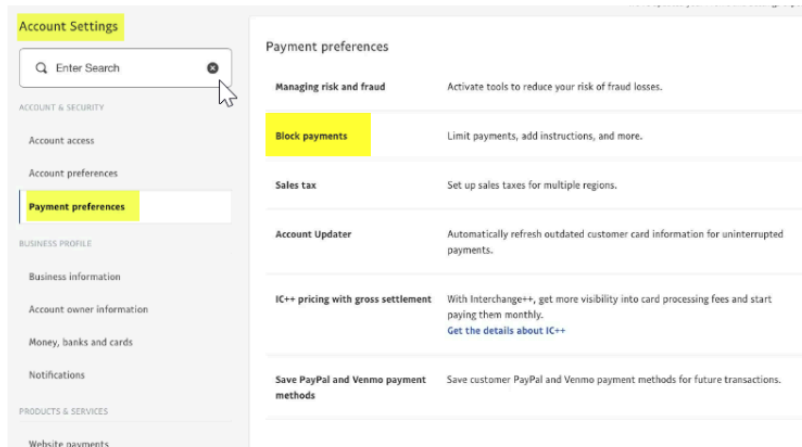 Account Settings
Enter Search
ACCOUNT & SECURITY
Account access
Account preferences
Payment preferences
BUSINESS PROFILE
Business information
Account owner information
Money, banks and cards
Notifications
PRODUCTS & SERVICES
Website payments
Payment preferences
Managing risk and fraud
Activate tools to reduce your risk of fraud losses.
Block payments
Limit payments, add instructions, and more.
Sales tax
Set up sales taxes for multiple regions.
Account Updater
Automatically refresh outdated customer card information for uninterrupted
payments.
IC++ pricing with gross settlement
With Interchange++, get more visibility into card processing fees and start
paying them monthly.
Get the details about IC++
Save PayPal and Venmo payment
methods
Save customer PayPal and Venmo payment methods for future transactions.